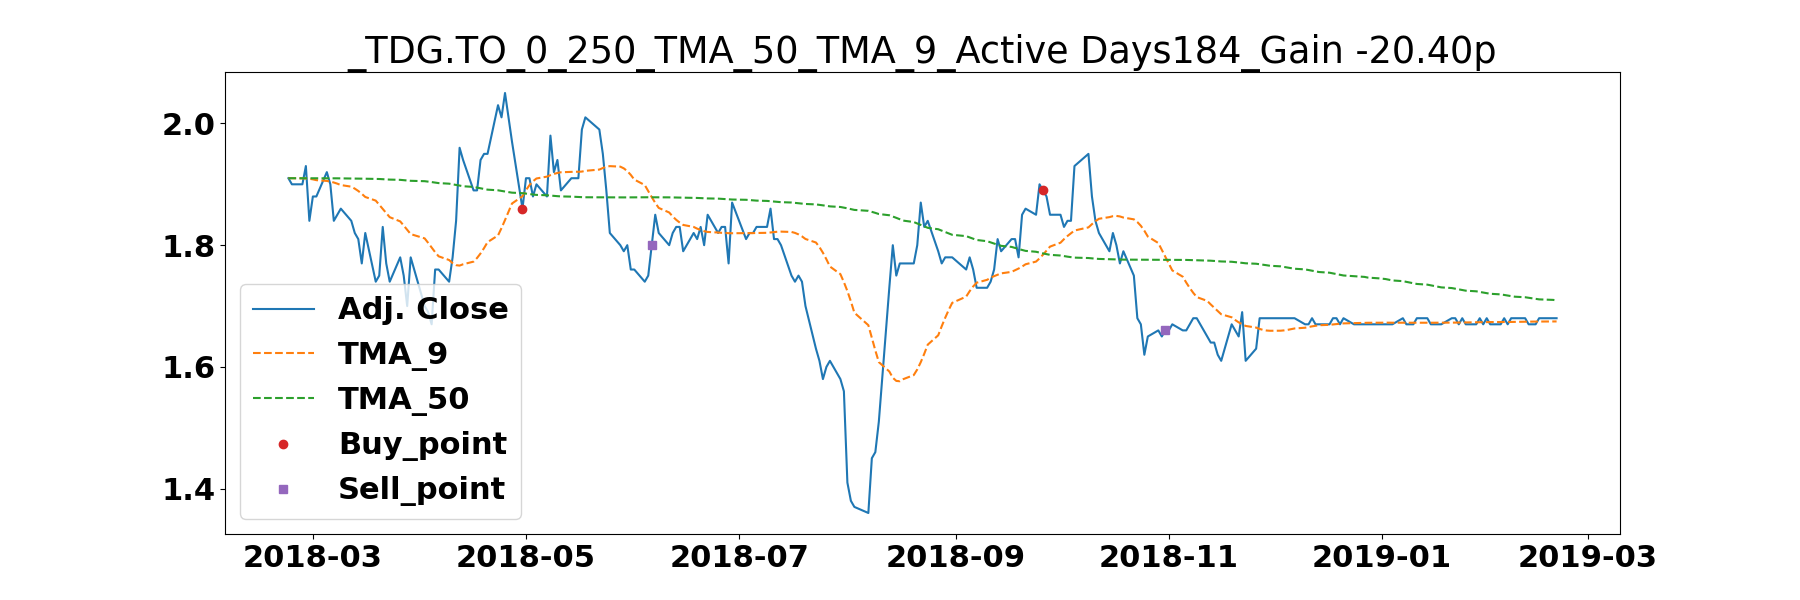 _TDG.TO_0_250_TMA_50_TMA_9_Active Days184_Gain -20.40p
2.0
1.8
1.6
1.4
Adj. Close
TMA_9
TMA_50
Buy_point
Sell_point
2018-03 2018-05 2018-07 2018-09 2018-11 2019-01 2019-03